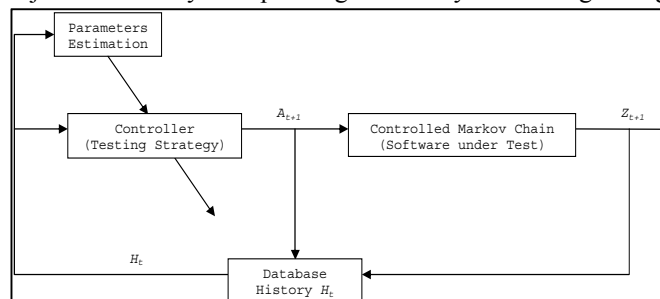 Parameters
Estimation
A_{t+1}
Z_{t+1}
Controller
(Testing Strategy)
Controlled Markov Chain
(Software under Test)
H_t
Database
History H_t